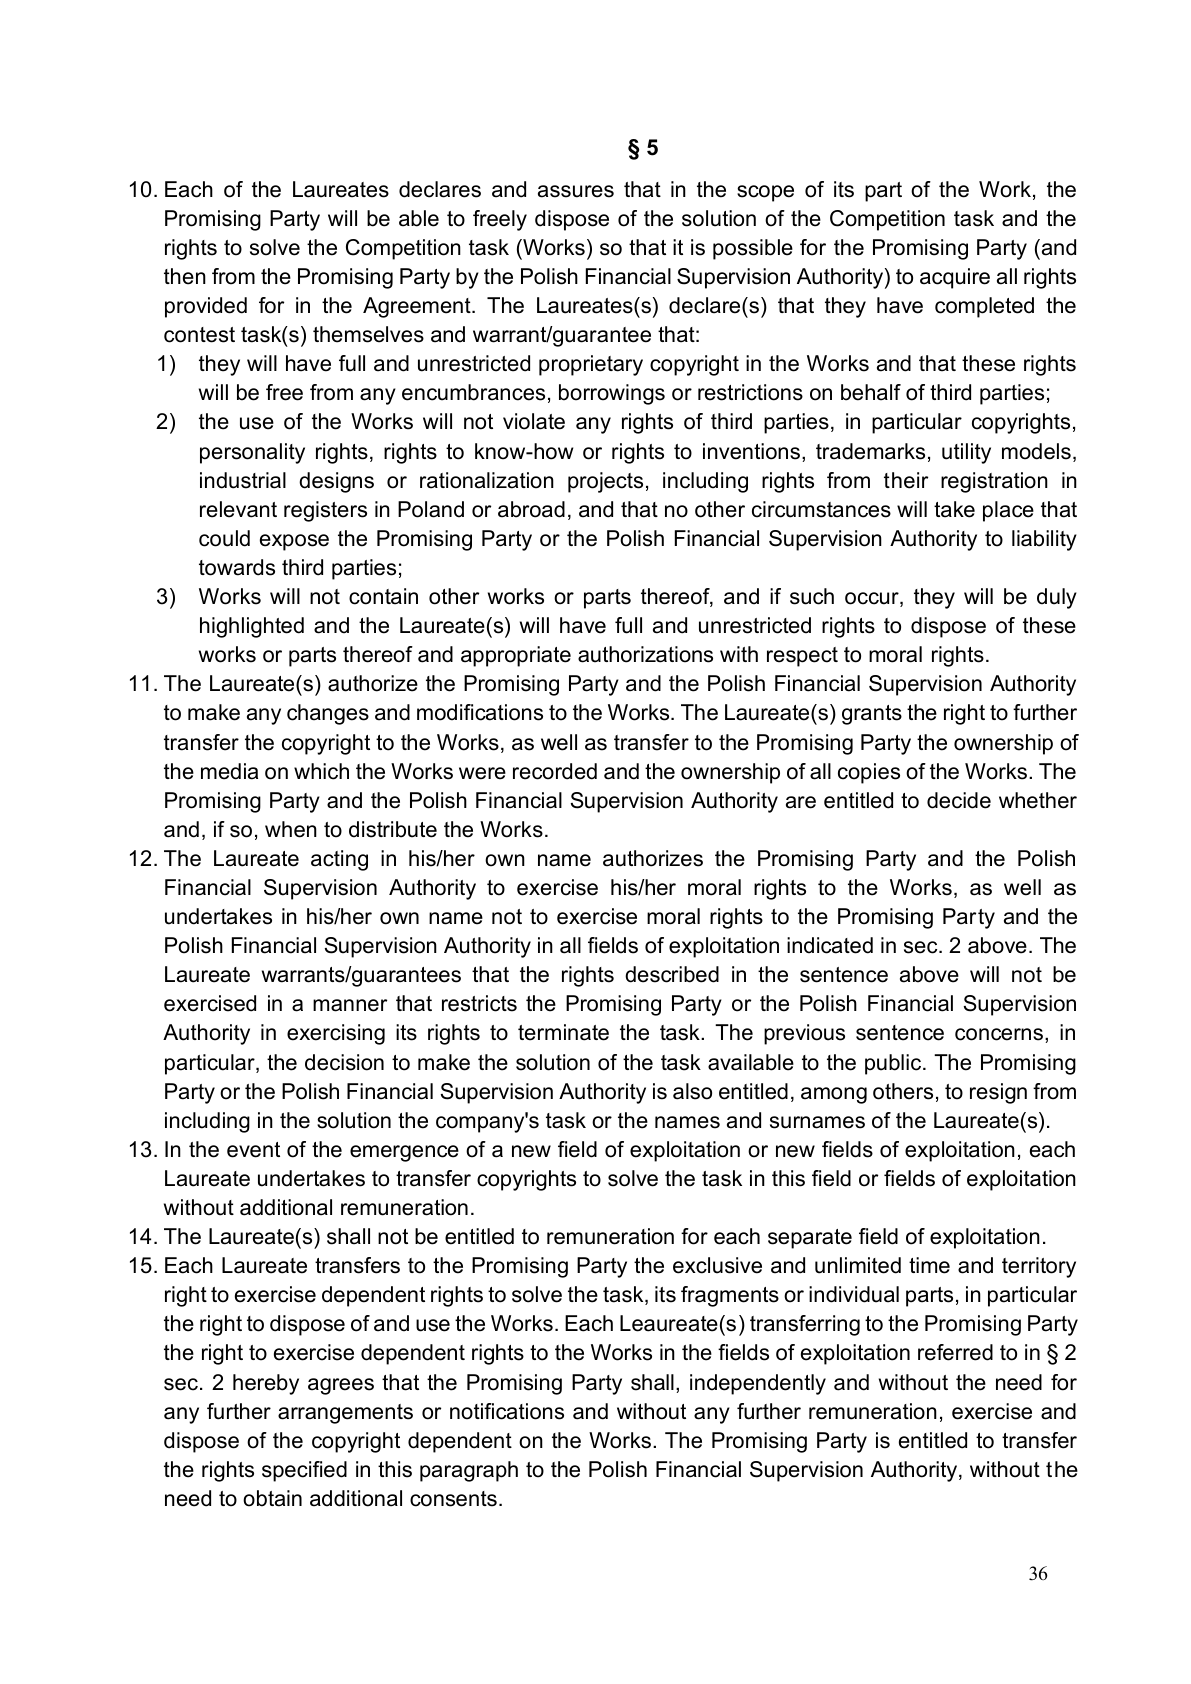 § 5
10. Each of the Laureates declares and assures that in the scope of its part of the Work, the
Promising Party will be able to freely dispose of the solution of the Competition task and the
rights to solve the Competition task (Works) so that it is possible for the Promising Party (and
then from the Promising Party by the Polish Financial Supervision Authority) to acquire all rights
provided for in the Agreement. The Laureates(s) declare(s) that they have completed the
contest task(s) themselves and warrant/guarantee that:
1) they will have full and unrestricted proprietary copyright in the Works and that these rights
will be free from any encumbrances, borrowings or restrictions on behalf of third parties;
2) the use of the Works will not violate any rights of third parties, in particular copyrights,
personality rights, rights to know-how or rights to inventions, trademarks, utility models,
industrial designs or rationalization projects, including rights from their registration in
relevant registers in Poland or abroad, and that no other circumstances will take place that
could expose the Promising Party or the Polish Financial Supervision Authority to liability
towards third parties;
3) Works will not contain other works or parts thereof, and if such occur, they will be duly
highlighted and the Laureate(s) will have full and unrestricted rights to dispose of these
works or parts thereof and appropriate authorizations with respect to moral rights.
11. The Laureate(s) authorize the Promising Party and the Polish Financial Supervision Authority
to make any changes and modifications to the Works. The Laureate(s) grants the right to further
transfer the copyright to the Works, as well as transfer to the Promising Party the ownership of
the media on which the Works were recorded and the ownership of all copies of the Works. The
Promising Party and the Polish Financial Supervision Authority are entitled to decide whether
and, if so, when to distribute the Works.
12. The Laureate acting in his/her own name authorizes the Promising Party and the Polish
Financial Supervision Authority to exercise his/her moral rights to the Works, as well as
undertakes in his/her own name not to exercise moral rights to the Promising Party and the
Polish Financial Supervision Authority in all fields of exploitation indicated in sec. 2 above. The
Laureate warrants/guarantees that the rights described in the sentence above will not be
exercised in a manner that restricts the Promising Party or the Polish Financial Supervision
Authority in exercising its rights to terminate the task. The previous sentence concerns, in
particular, the decision to make the solution of the task available to the public. The Promising
Party or the Polish Financial Supervision Authority is also entitled, among others, to resign from
including in the solution the company's task or the names and surnames of the Laureate(s).
13. In the event of the emergence of a new field of exploitation or new fields of exploitation, each
Laureate undertakes to transfer copyrights to solve the task in this field or fields of exploitation
without additional remuneration.
14. The Laureate(s) shall not be entitled to remuneration for each separate field of exploitation.
15. Each Laureate transfers to the Promising Party the exclusive and unlimited time and territory
right to exercise dependent rights to solve the task, its fragments or individual parts, in particular
the right to dispose of and use the Works. Each Leaureate(s) transferring to the Promising Party
the right to exercise dependent rights to the Works in the fields of exploitation referred to in § 2
sec. 2 hereby agrees that the Promising Party shall, independently and without the need for
any further arrangements or notifications and without any further remuneration, exercise and
dispose of the copyright dependent on the Works. The Promising Party is entitled to transfer
the rights specified in this paragraph to the Polish Financial Supervision Authority, without the
need to obtain additional consents.
36